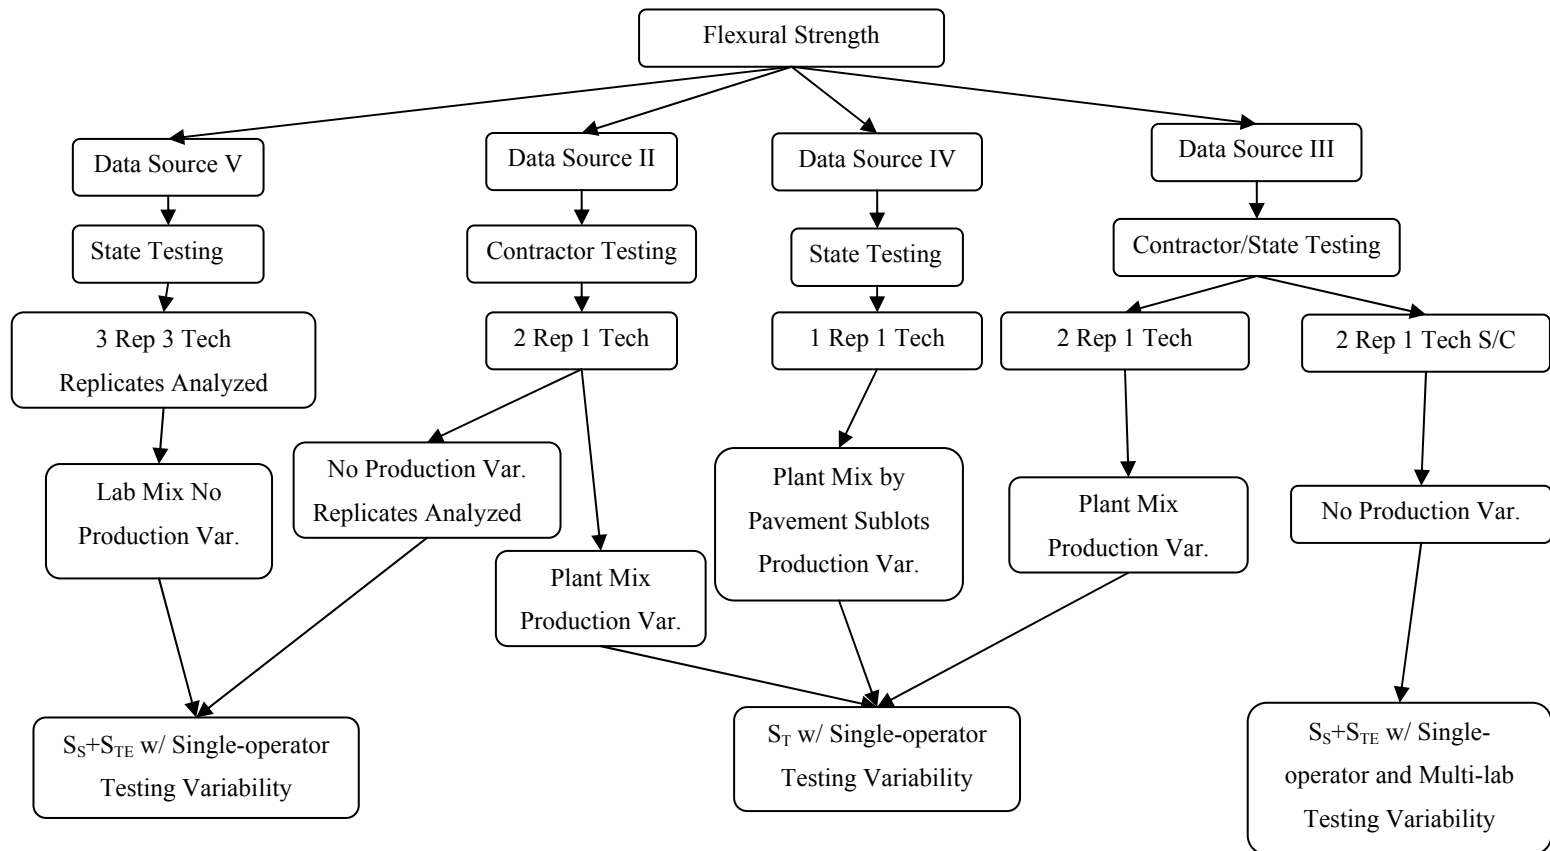 Flexural Strength
Data Source V
Data Source II
Data Source IV
Data Source III
State Testing
Contractor Testing
State Testing
Contractor/State Testing
3 Rep 3 Tech
Replicates Analyzed
2 Rep 1 Tech
1 Rep 1 Tech
2 Rep 1 Tech
2 Rep 1 Tech S/C
Lab Mix No
Production Var.
No Production Var.
Replicates Analyzed
Plant Mix
Production Var.
Plant Mix by
Pavement Sublots
Production Var.
Plant Mix
Production Var.
No Production Var.
SS+STE w/ Single-operator
Testing Variability
ST w/ Single-operator
Testing Variability
SS+STE w/ Single-
operator and Multi-lab
Testing Variability